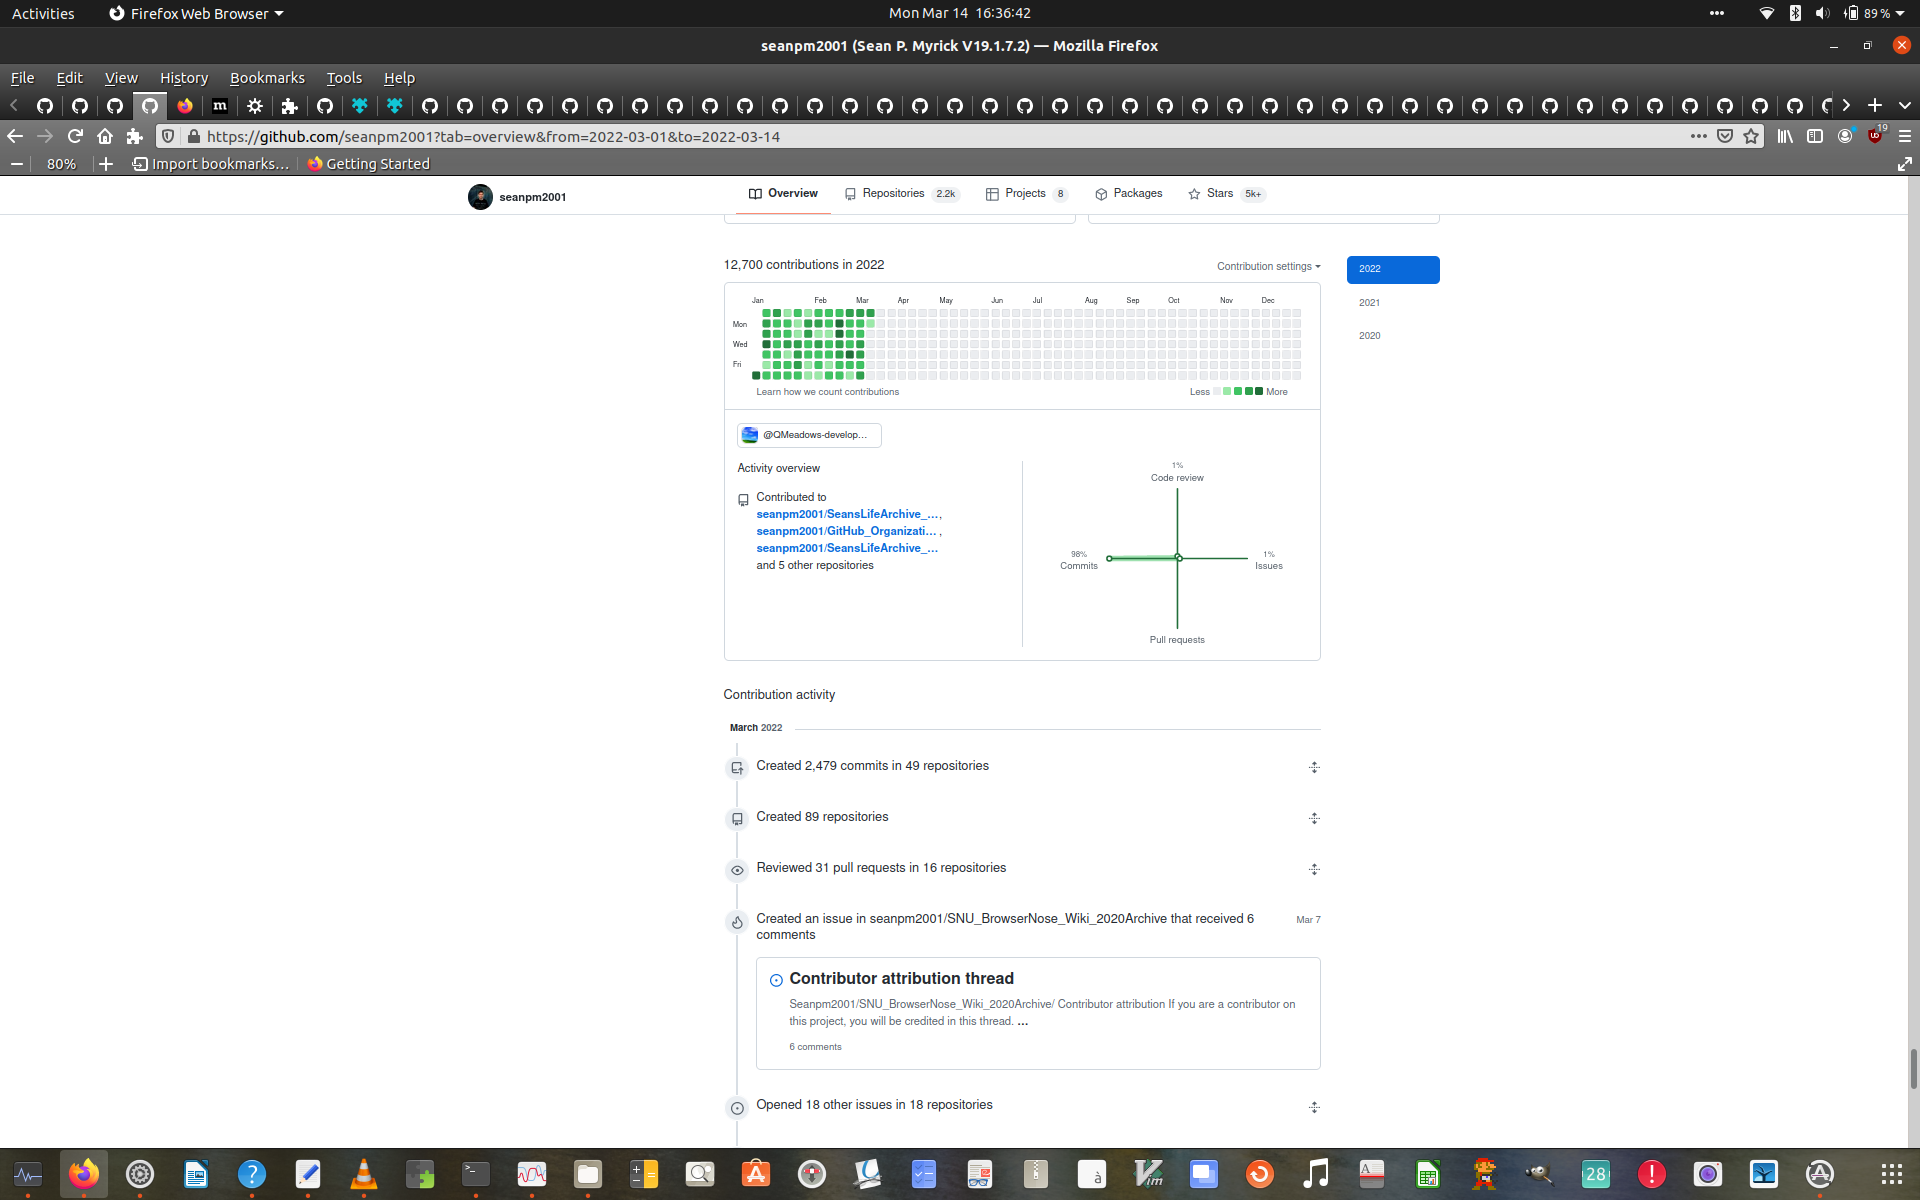 Activities
Firefox Web Browser
Mon Mar 14 16:36:42
89 %
seanpm2001 (Sean P. Myrick V19.1.7.2) — Mozilla Firefox
File Edit View History Bookmarks Tools Help
https://github.com/seanpm2001?tab=overview&from=2022-03-01&to=2022-03-14
19
80%
Import bookmarks...
Getting Started
seanpm2001
Overview
Repositories 2.2k
Projects 8
Packages
Stars 5k+
12,700 contributions in 2022
Contribution settings
2022
2021
2020
Jan Feb Mar Apr May Jun Jul Aug Sep Oct Nov Dec
Mon
Wed
Fri
Learn how we count contributions
Less More
@QMeadows-develop...
Activity overview
Contributed to
seanpm2001/SeansLifeArchive_...,
seanpm2001/GitHub_Organizati... ,
seanpm2001/SeansLifeArchive_...
and 5 other repositories
1%
Code review
98%
Commits
1%
Issues
Pull requests
Contribution activity
March 2022
Created 2,479 commits in 49 repositories
Created 89 repositories
Reviewed 31 pull requests in 16 repositories
Created an issue in seanpm2001/SNU_BrowserNose_Wiki_2020Archive that received 6
comments
Mar 7
Contributor attribution thread
Seanpm2001/SNU_BrowserNose_Wiki_2020Archive/ Contributor attribution If you are a contributor on
this project, you will be credited in this thread. ...
6 comments
Opened 18 other issues in 18 repositories
28